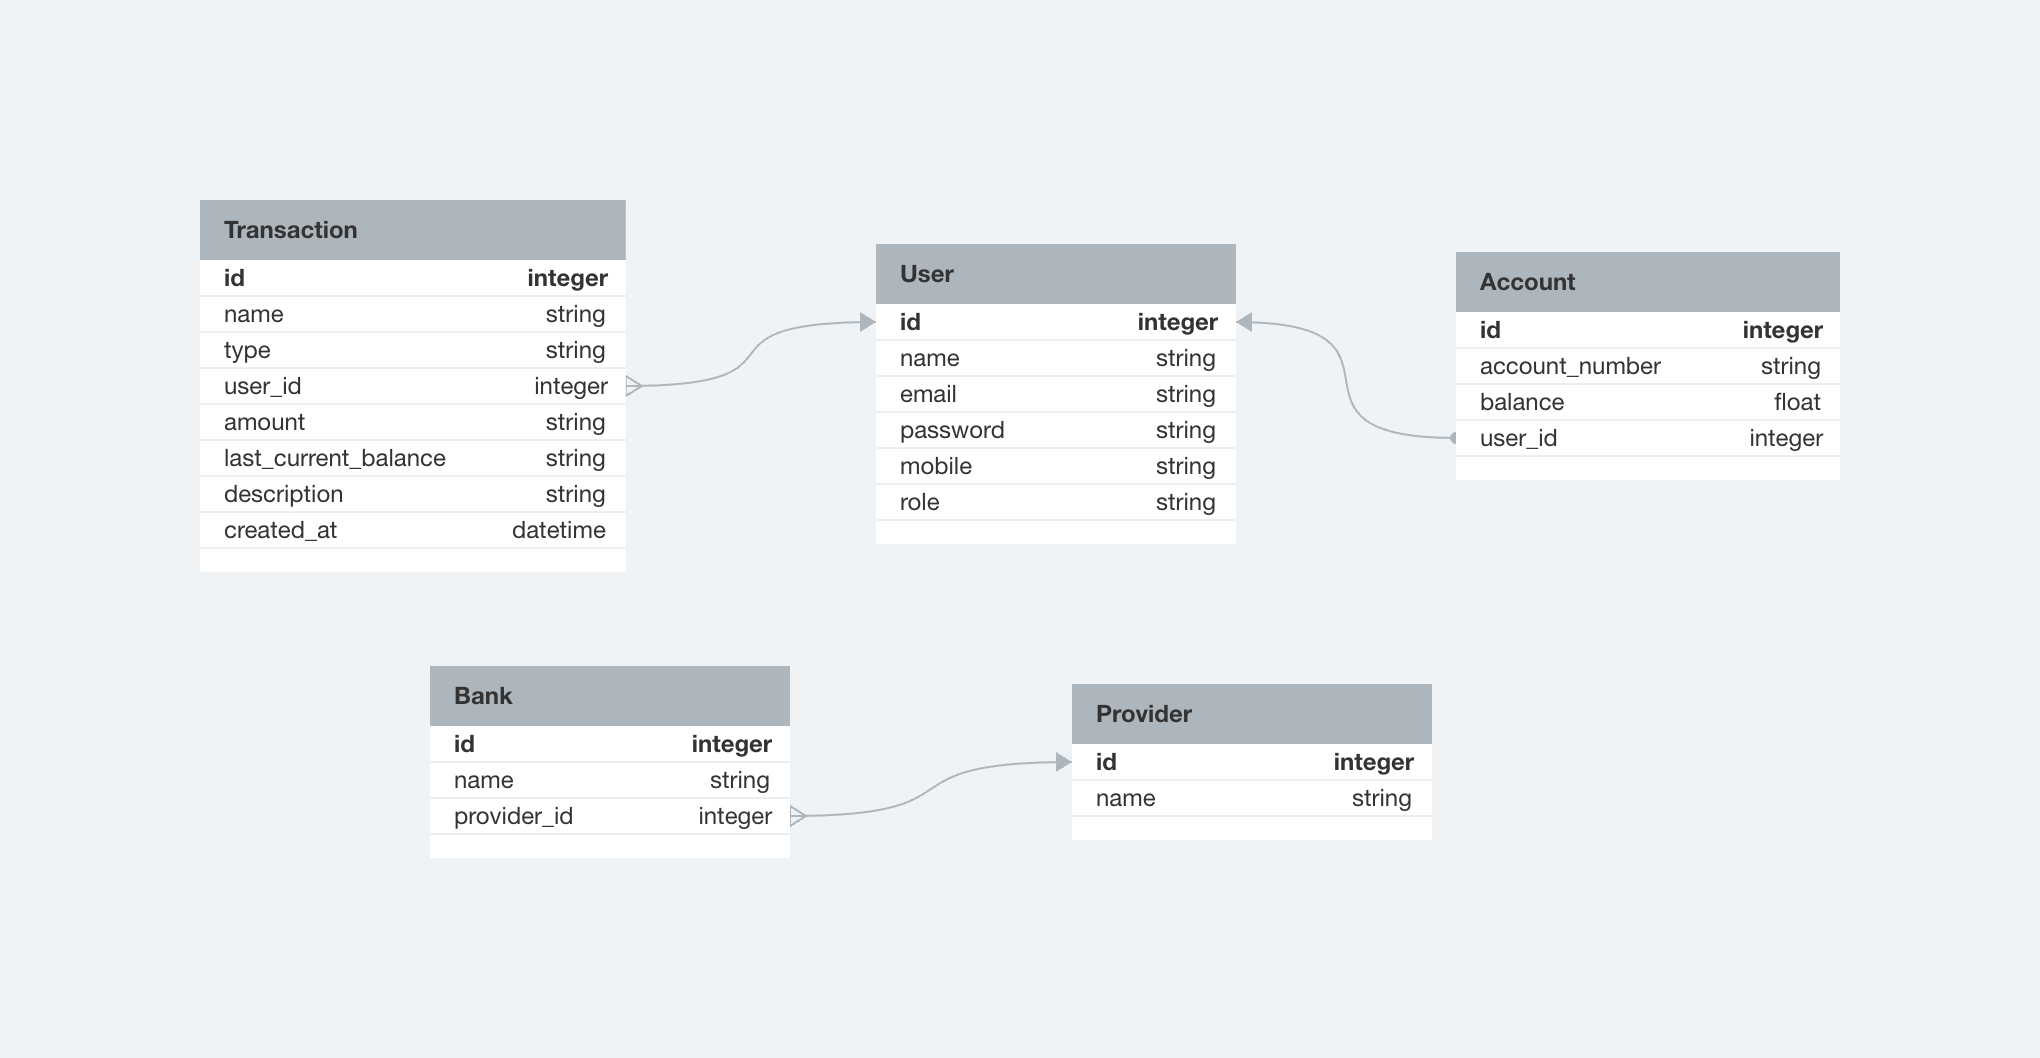 Transaction
id integer
name string
type string
user_id integer
amount string
last_current_balance string
description string
created_at datetime
User
id integer
name string
email string
password string
mobile string
role string
Account
id integer
account_number string
balance float
user_id integer
Bank
id integer
name string
provider_id integer
Provider
id integer
name string